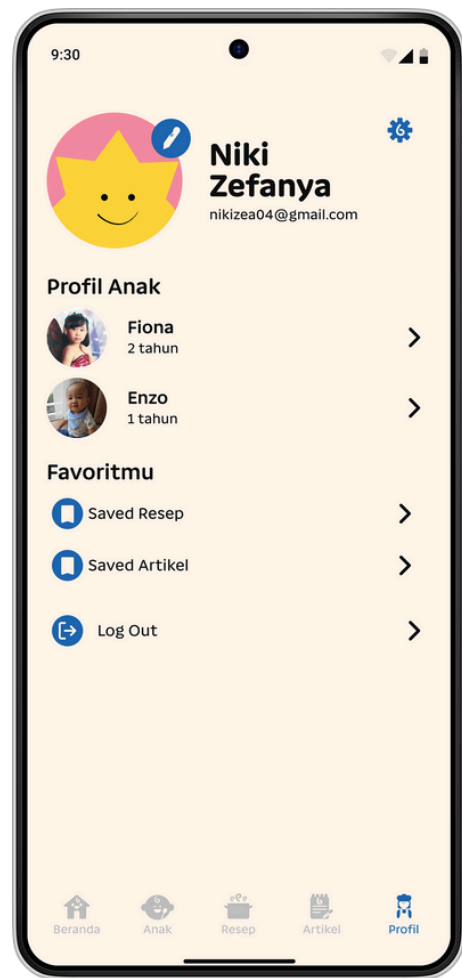 9:30
Niki
Zefanya
nikizea04@gmail.com
Profil Anak
Fiona
2 tahun
Enzo
1 tahun
Favoritmu
Saved Resep
Saved Artikel
Log Out
Beranda Anak Resep Artikel Profil